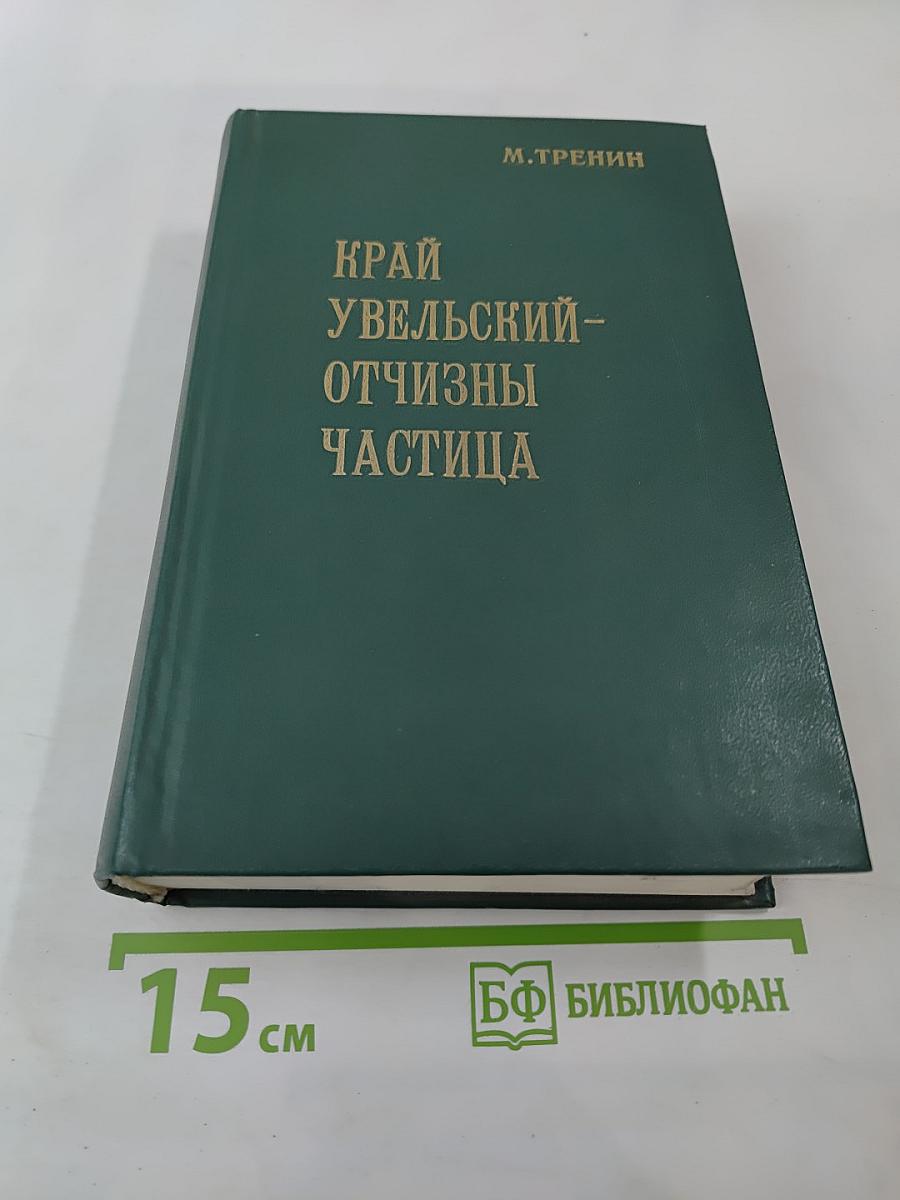 М.ТРЕНИН
КРАЙ
УВЕЛЬСКИЙ–
ОТЧИЗНЫ
ЧАСТИЦА
15 см
БФ БИБЛИОФАН